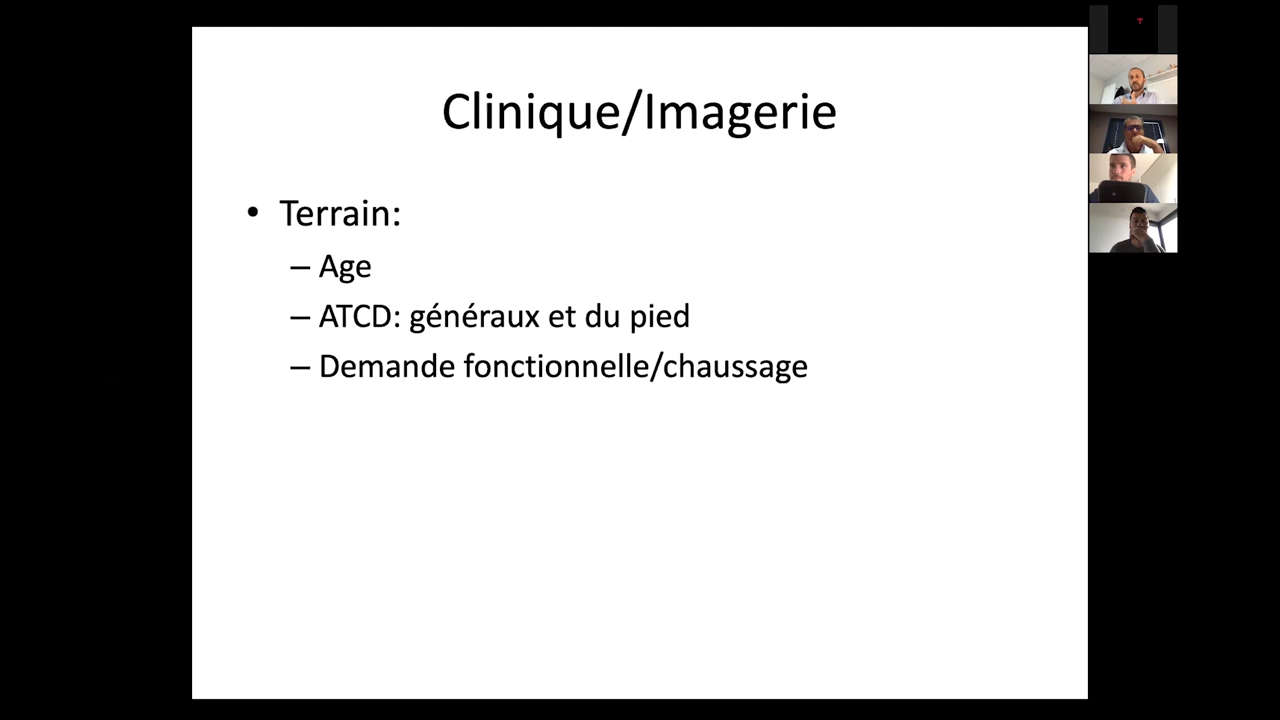 Clinique/Imagerie
• Terrain:
– Age
– ATCD: généraux et du pied
– Demande fonctionnelle/chaussage